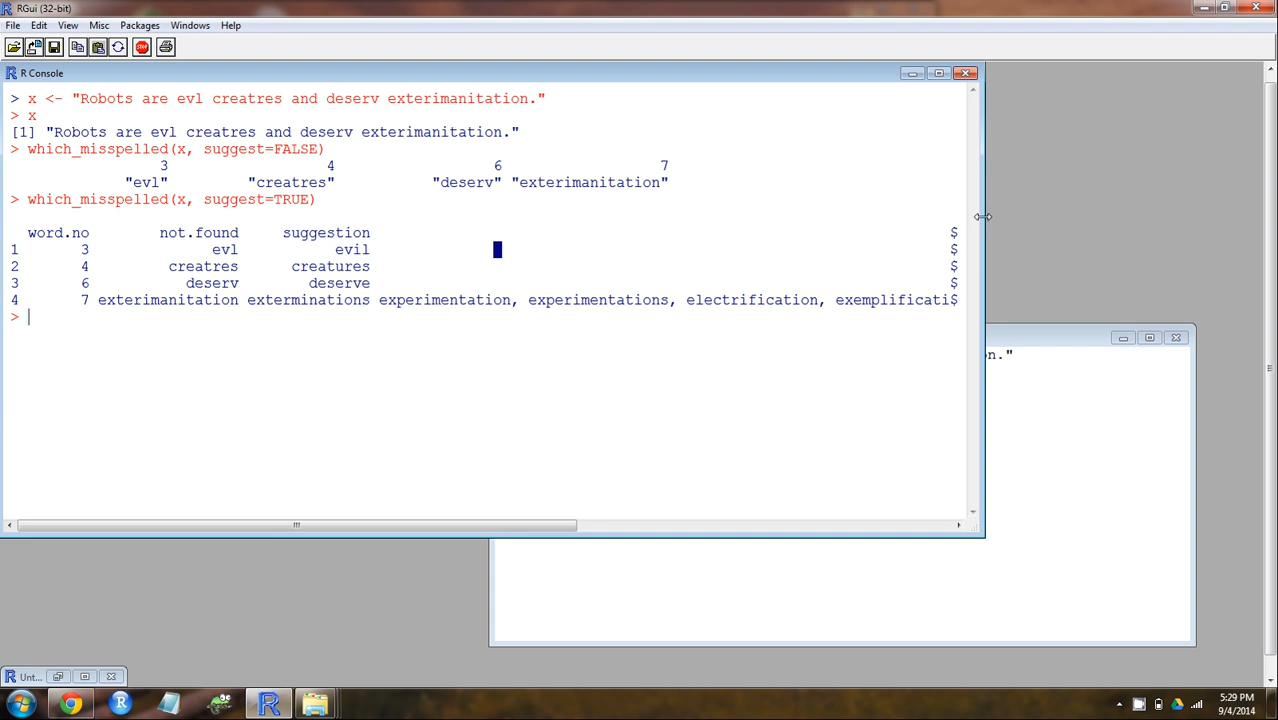 RGui (32-bit)
File Edit View Misc Packages Windows Help
STOP
R Console
> x <- "Robots are evl creatres and deserv exterimanitation."
> x
[1] "Robots are evl creatres and deserv exterimanitation."
> which_misspelled(x, suggest=FALSE)
3 4 6 7
"evl" "creatres" "deserv" "exterimanitation"
> which_misspelled(x, suggest=TRUE)
word.no not.found suggestion $
1 3 evl evil $
2 4 creatres creatures $
3 6 deserv deserve $
4 7 exterimanitation exterminations experimentation, experimentations, electrification, exemplificati$
>
on."
Unt...
5:29 PM
9/4/2014